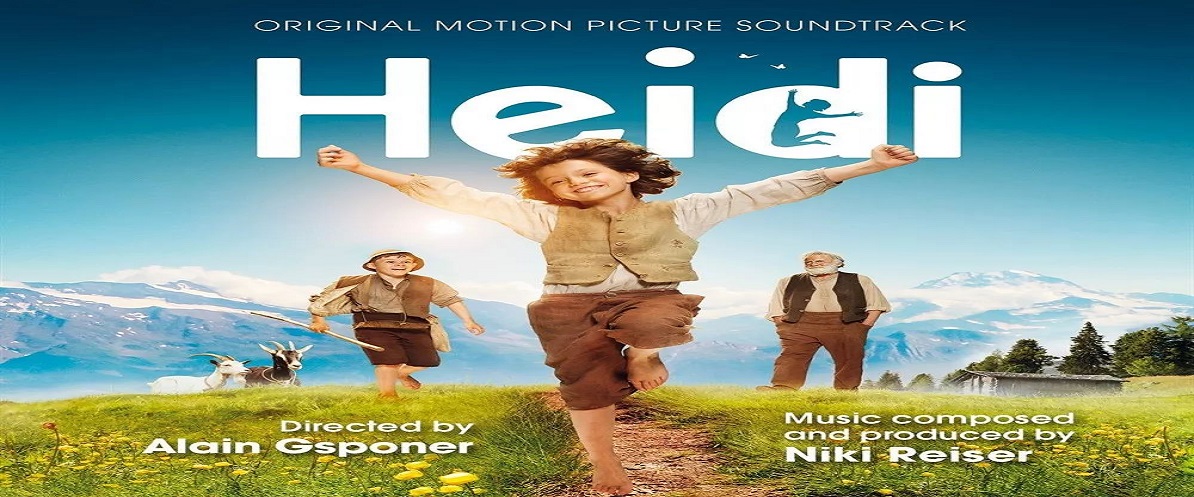 ORIGINAL MOTION PICTURE SOUNDTRACK
Heidi
Directed by
Alain Gsponer
Music composed
and produced by
Niki Reiser